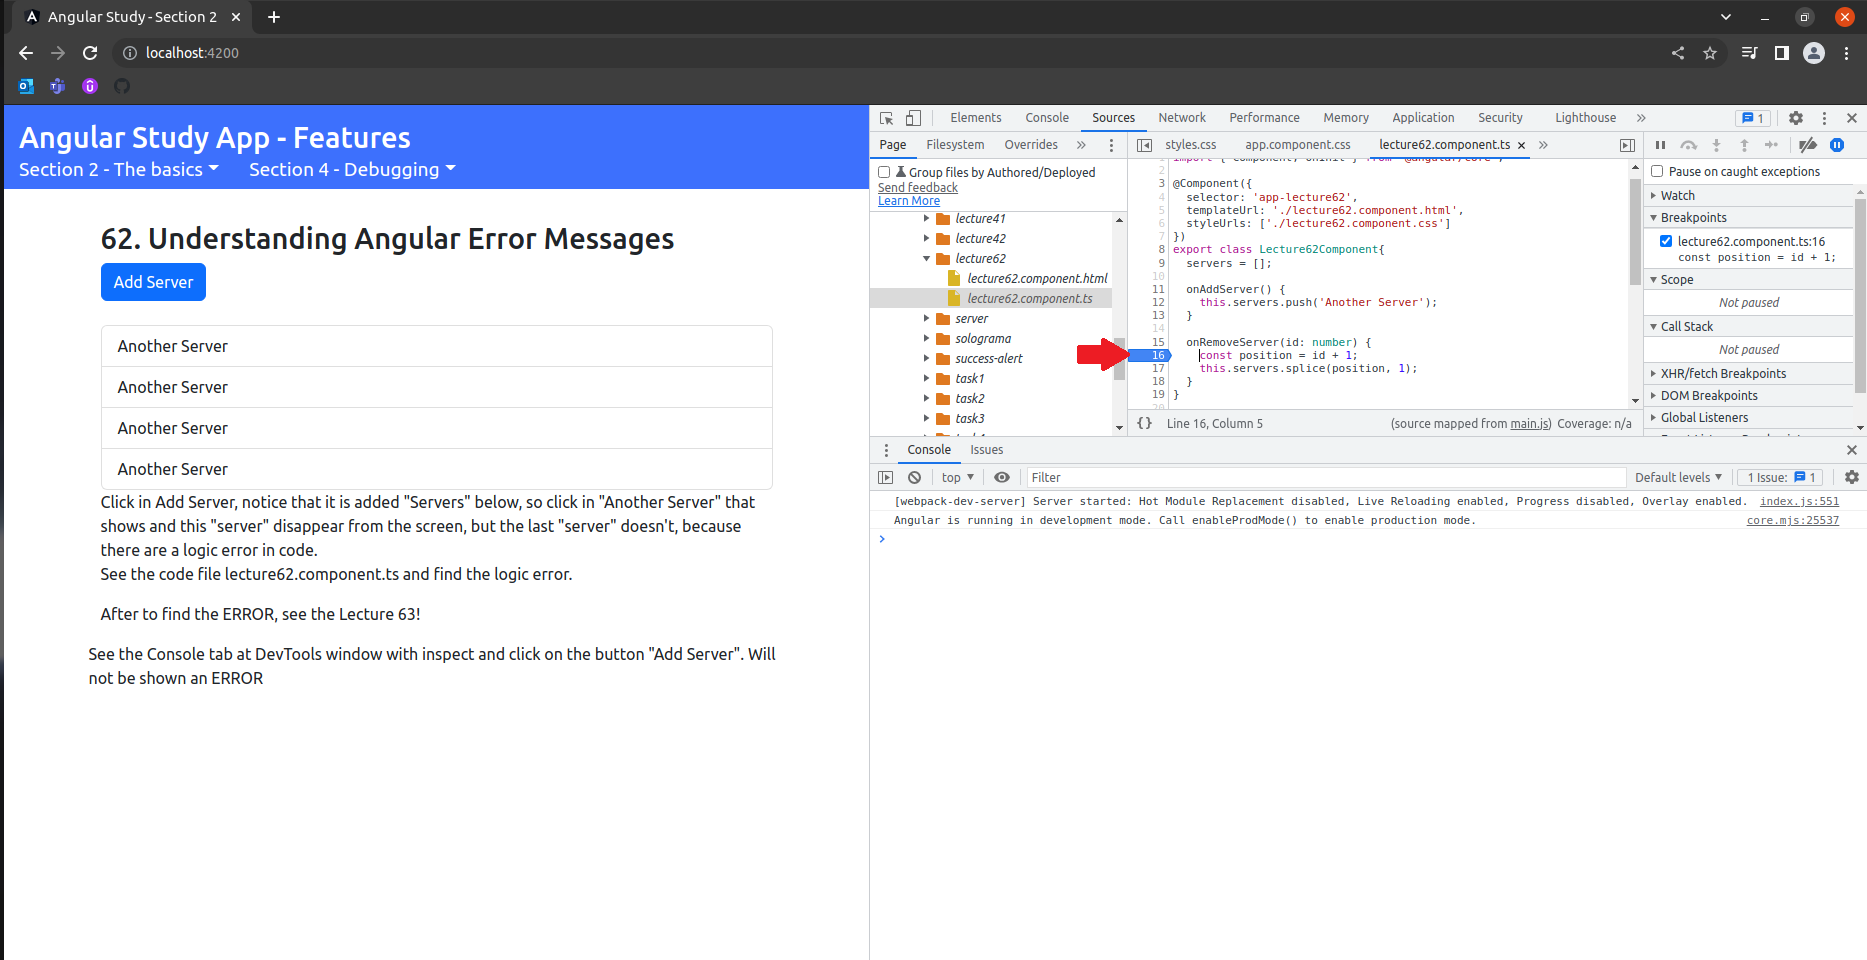 Angular Study - Section 2
localhost:4200
Angular Study App - Features
Section 2 - The basics
Section 4 - Debugging
62. Understanding Angular Error Messages
Add Server
Another Server
Another Server
Another Server
Another Server
Click in Add Server, notice that it is added "Servers" below, so click in "Another Server" that
shows and this "server" disappear from the screen, but the last "server" doesn't, because
there are a logic error in code.
See the code file lecture62.component.ts and find the logic error.
After to find the ERROR, see the Lecture 63!
See the Console tab at DevTools window with inspect and click on the button "Add Server". Will
not be shown an ERROR
Elements Console Sources Network Performance Memory Application Security Lighthouse » 1
Page Filesystem Overrides »
Group files by Authored/Deployed
Send feedback
Learn More
lecture41
lecture42
lecture62
lecture62.component.html
lecture62.component.ts
server
sologram​a
success-alert
task1
task2
task3
styles.css app.component.css lecture62.component.ts »
2
3 @Component({
4 selector: 'app-lecture62',
5 templateUrl: './lecture62.component.html',
6 styleUrls: ['./lecture62.component.css']
7 })
8 export class Lecture62Component{
9 servers = [];
10
11 onAddServer() {
12 this.servers.push('Another Server');
13 }
14
15 onRemoveServer(id: number) {
16 const position = id + 1;
17 this.servers.splice(position, 1);
18 }
19 }
20
{} Line 16, Column 5 (source mapped from main.js) Coverage: n/a
Pause on caught exceptions
Watch
Breakpoints
lecture62.component.ts:16
const position = id + 1;
Scope
Not paused
Call Stack
Not paused
XHR/fetch Breakpoints
DOM Breakpoints
Global Listeners
Console Issues
top Filter Default levels 1 Issue: 1
[webpack-dev-server] Server started: Hot Module Replacement disabled, Live Reloading enabled, Progress disabled, Overlay enabled. index.js:551
Angular is running in development mode. Call enableProdMode() to enable production mode. core.mjs:25537